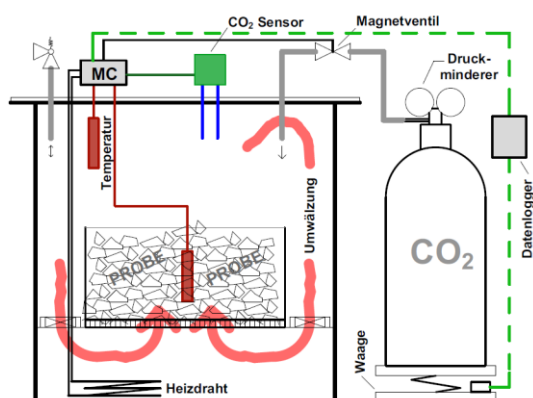 CO2 Sensor
Magnetventil
Druck-
minderer
MC
Temperatur
Umwälzung
Datenlogger
PROBE PROBE
CO2
Waage
Heizdraht